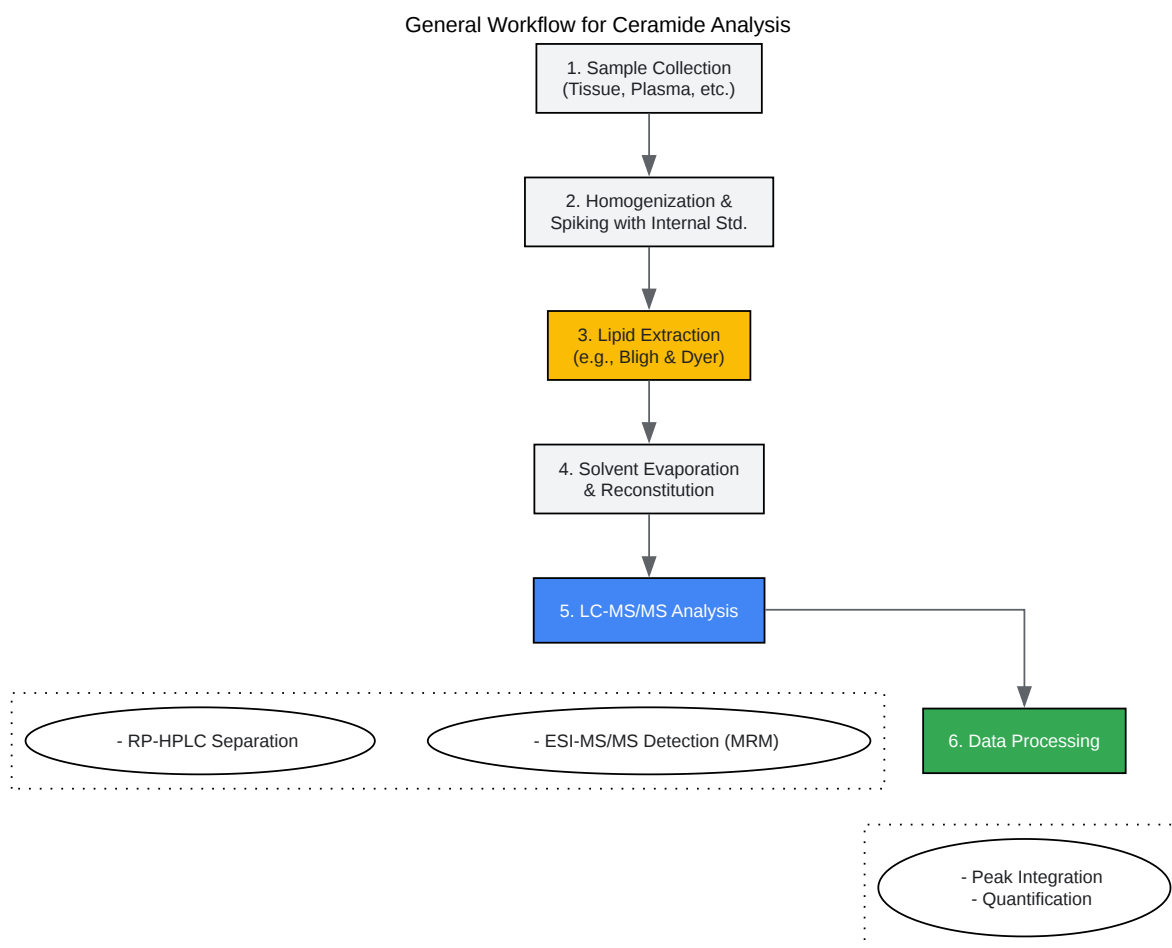 General Workflow for Ceramide Analysis
1. Sample Collection
(Tissue, Plasma, etc.)
2. Homogenization &
Spiking with Internal Std.
3. Lipid Extraction
(e.g., Bligh & Dyer)
4. Solvent Evaporation
& Reconstitution
5. LC-MS/MS Analysis
- RP-HPLC Separation
- ESI-MS/MS Detection (MRM)
6. Data Processing
- Peak Integration
- Quantification